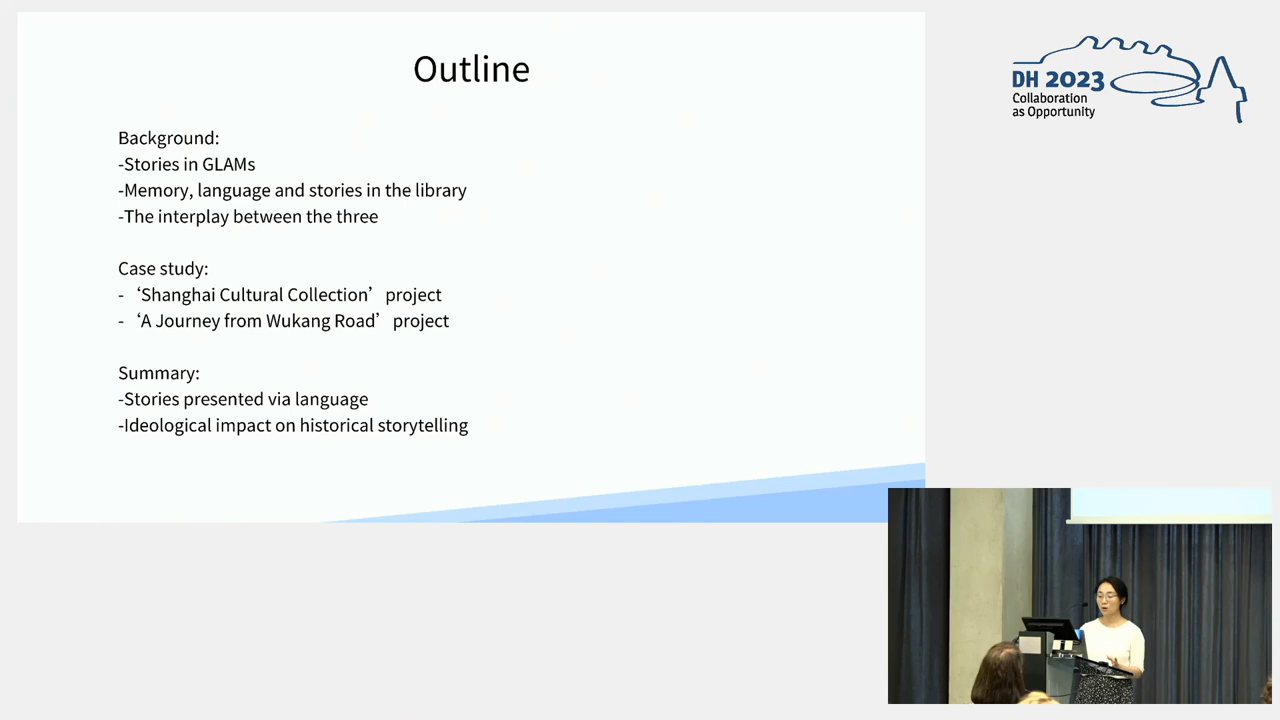 Outline
Background:
-Stories in GLAMs
-Memory, language and stories in the library
-The interplay between the three
Case study:
- ‘Shanghai Cultural Collection’ project
- ‘A Journey from Wukang Road’ project
Summary:
-Stories presented via language
-Ideological impact on historical storytelling
DH 2023
Collaboration
as Opportunity